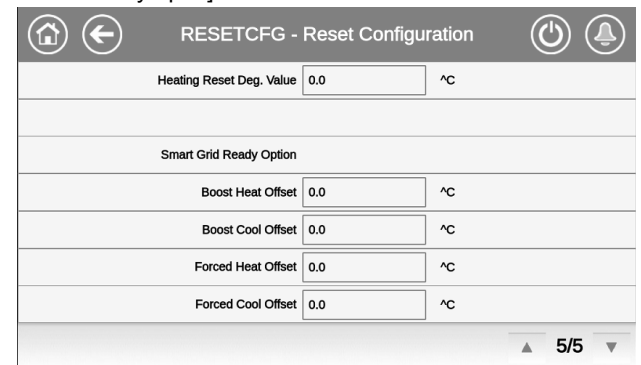 RESETCFG - Reset Configuration
Heating Reset Deg. Value 0.0 ^C
Smart Grid Ready Option
Boost Heat Offset 0.0 ^C
Boost Cool Offset 0.0 ^C
Forced Heat Offset 0.0 ^C
Forced Cool Offset 0.0 ^C
5/5